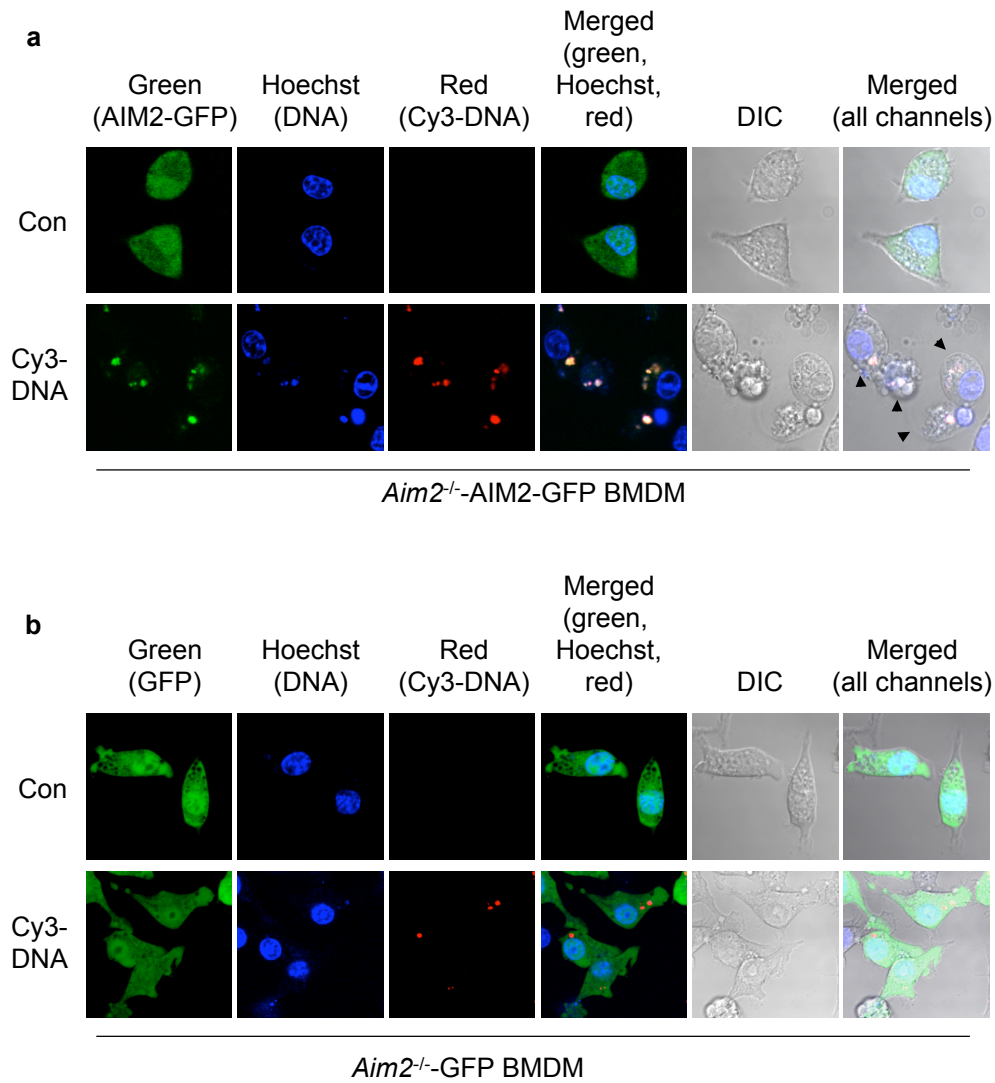 a
Green
(AIM2-GFP)
Hoechst
(DNA)
Red
(Cy3-DNA)
Merged
(green,
Hoechst,
red)
DIC
Merged
(all channels)
Con
Cy3-
DNA
Aim2-/--AIM2-GFP BMDM
b
Green
(GFP)
Hoechst
(DNA)
Red
(Cy3-DNA)
Merged
(green,
Hoechst,
red)
DIC
Merged
(all channels)
Con
Cy3-
DNA
Aim2-/--GFP BMDM